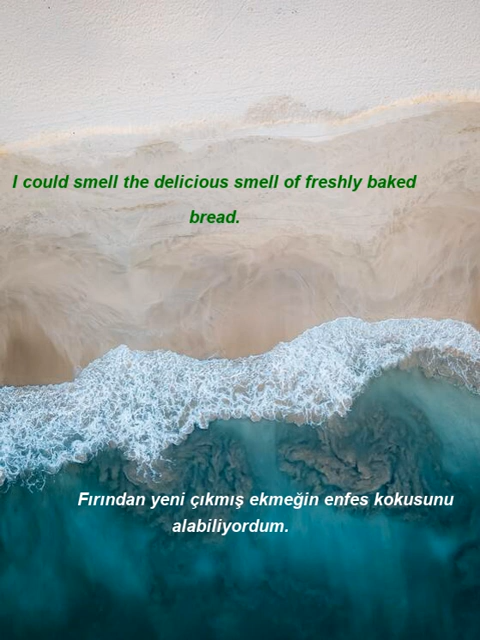 I could smell the delicious smell of freshly baked
bread.
Fırından yeni çıkmış ekmeğin enfes kokusunu
alabiliyordum.